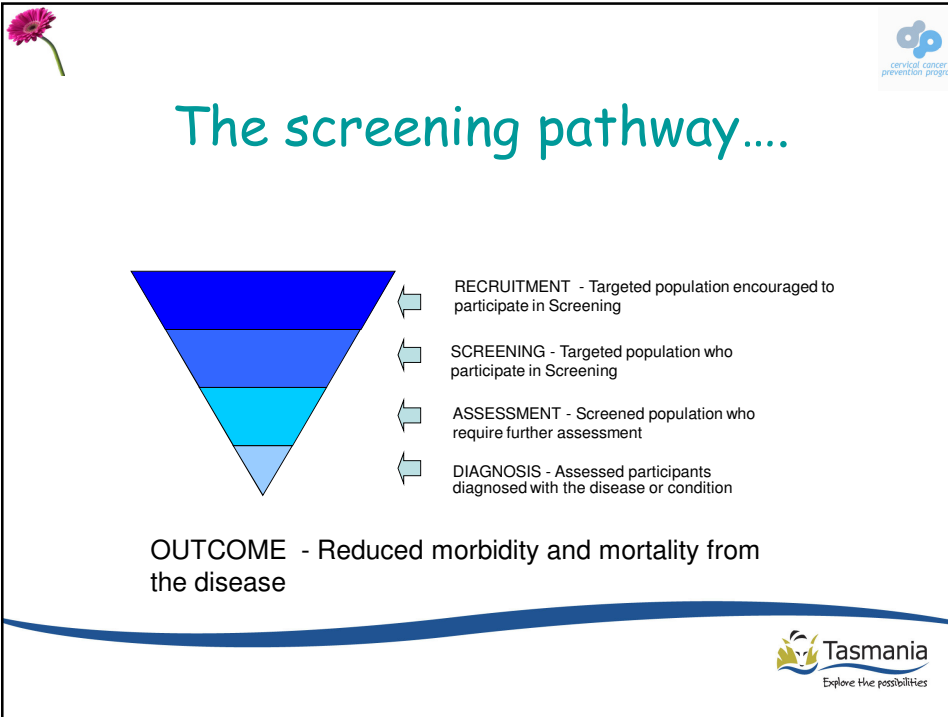 cervical cancer
The screening pathway....
RECRUITMENT - Targeted population encouraged to
participate in Screening
SCREENING - Targeted population who
participate in Screening
ASSESSMENT - Screened population who
require further assessment
DIAGNOSIS - Assessed participants
diagnosed with the disease or condition
OUTCOME - Reduced morbidity and mortality from
the disease
Tasmania
Explore the possibilities